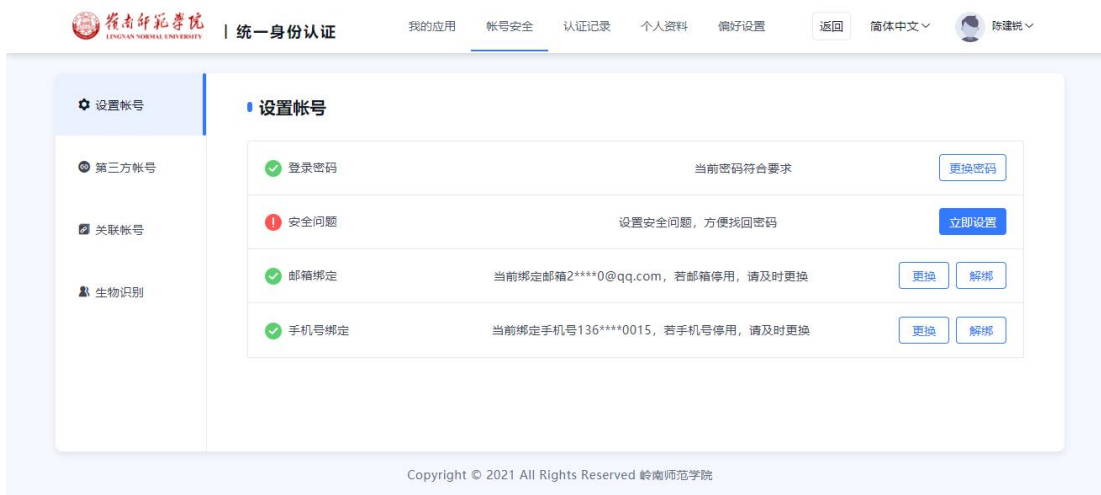 岭南师范学院
LINGNAN NORMAL UNIVERSITY
| 统一身份认证
我的应用 帐号安全 认证记录 个人资料 偏好设置 返回 简体中文 陈建锐
设置帐号
第三方帐号
关联帐号
生物识别
设置帐号
登录密码 当前密码符合要求 更换密码
安全问题 设置安全问题，方便找回密码 立即设置
邮箱绑定 当前绑定邮箱2****0@qq.com，若邮箱停用，请及时更换 更换 解绑
手机号绑定 当前绑定手机号136****0015，若手机号停用，请及时更换 更换 解绑
Copyright © 2021 All Rights Reserved 岭南师范学院